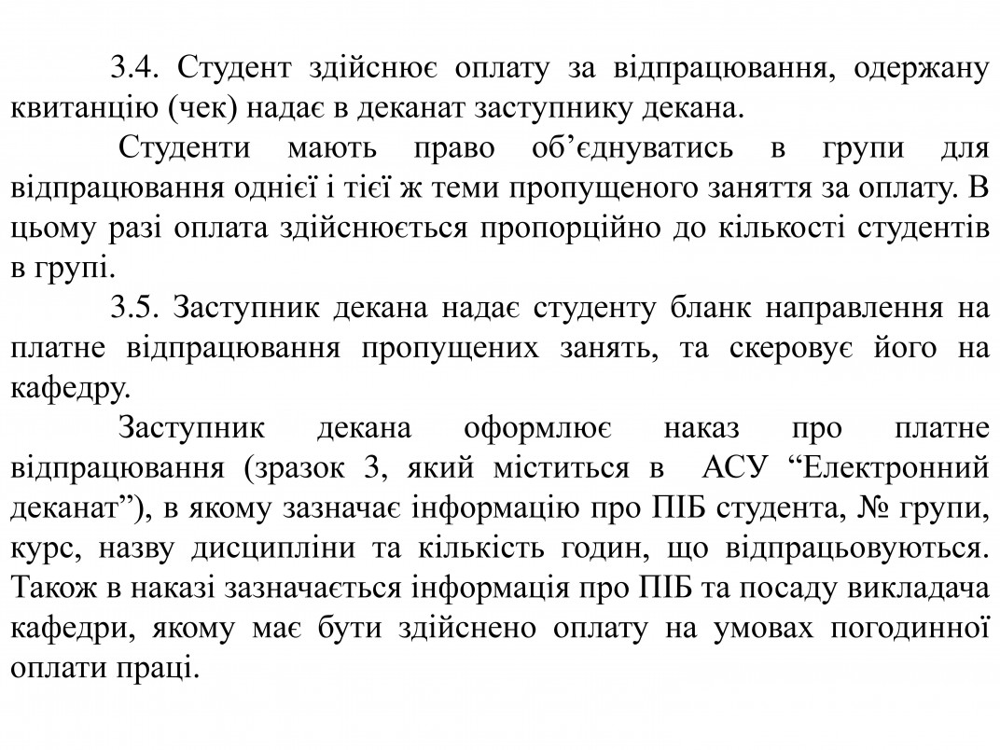 3.4. Студент здійснює оплату за відпрацювання, одержану
квитанцію (чек) надає в деканат заступнику декана.
Студенти мають право об’єднуватись в групи для
відпрацювання однієї і тієї ж теми пропущеного заняття за оплату. В
цьому разі оплата здійснюється пропорційно до кількості студентів
в групі.
3.5. Заступник декана надає студенту бланк направлення на
платне відпрацювання пропущених занять, та скеровує його на
кафедру.
Заступник декана оформлює наказ про платне
відпрацювання (зразок 3, який міститься в АСУ “Електронний
деканат”), в якому зазначає інформацію про ПІБ студента, № групи,
курс, назву дисципліни та кількість годин, що відпрацьовуються.
Також в наказі зазначається інформація про ПІБ та посаду викладача
кафедри, якому має бути здійснено оплату на умовах погодинної
оплати праці.